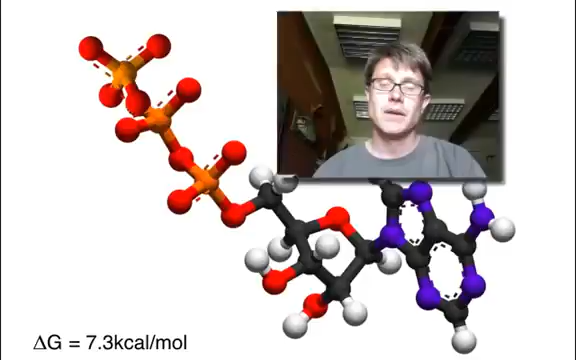 ΔG = 7.3kcal/mol